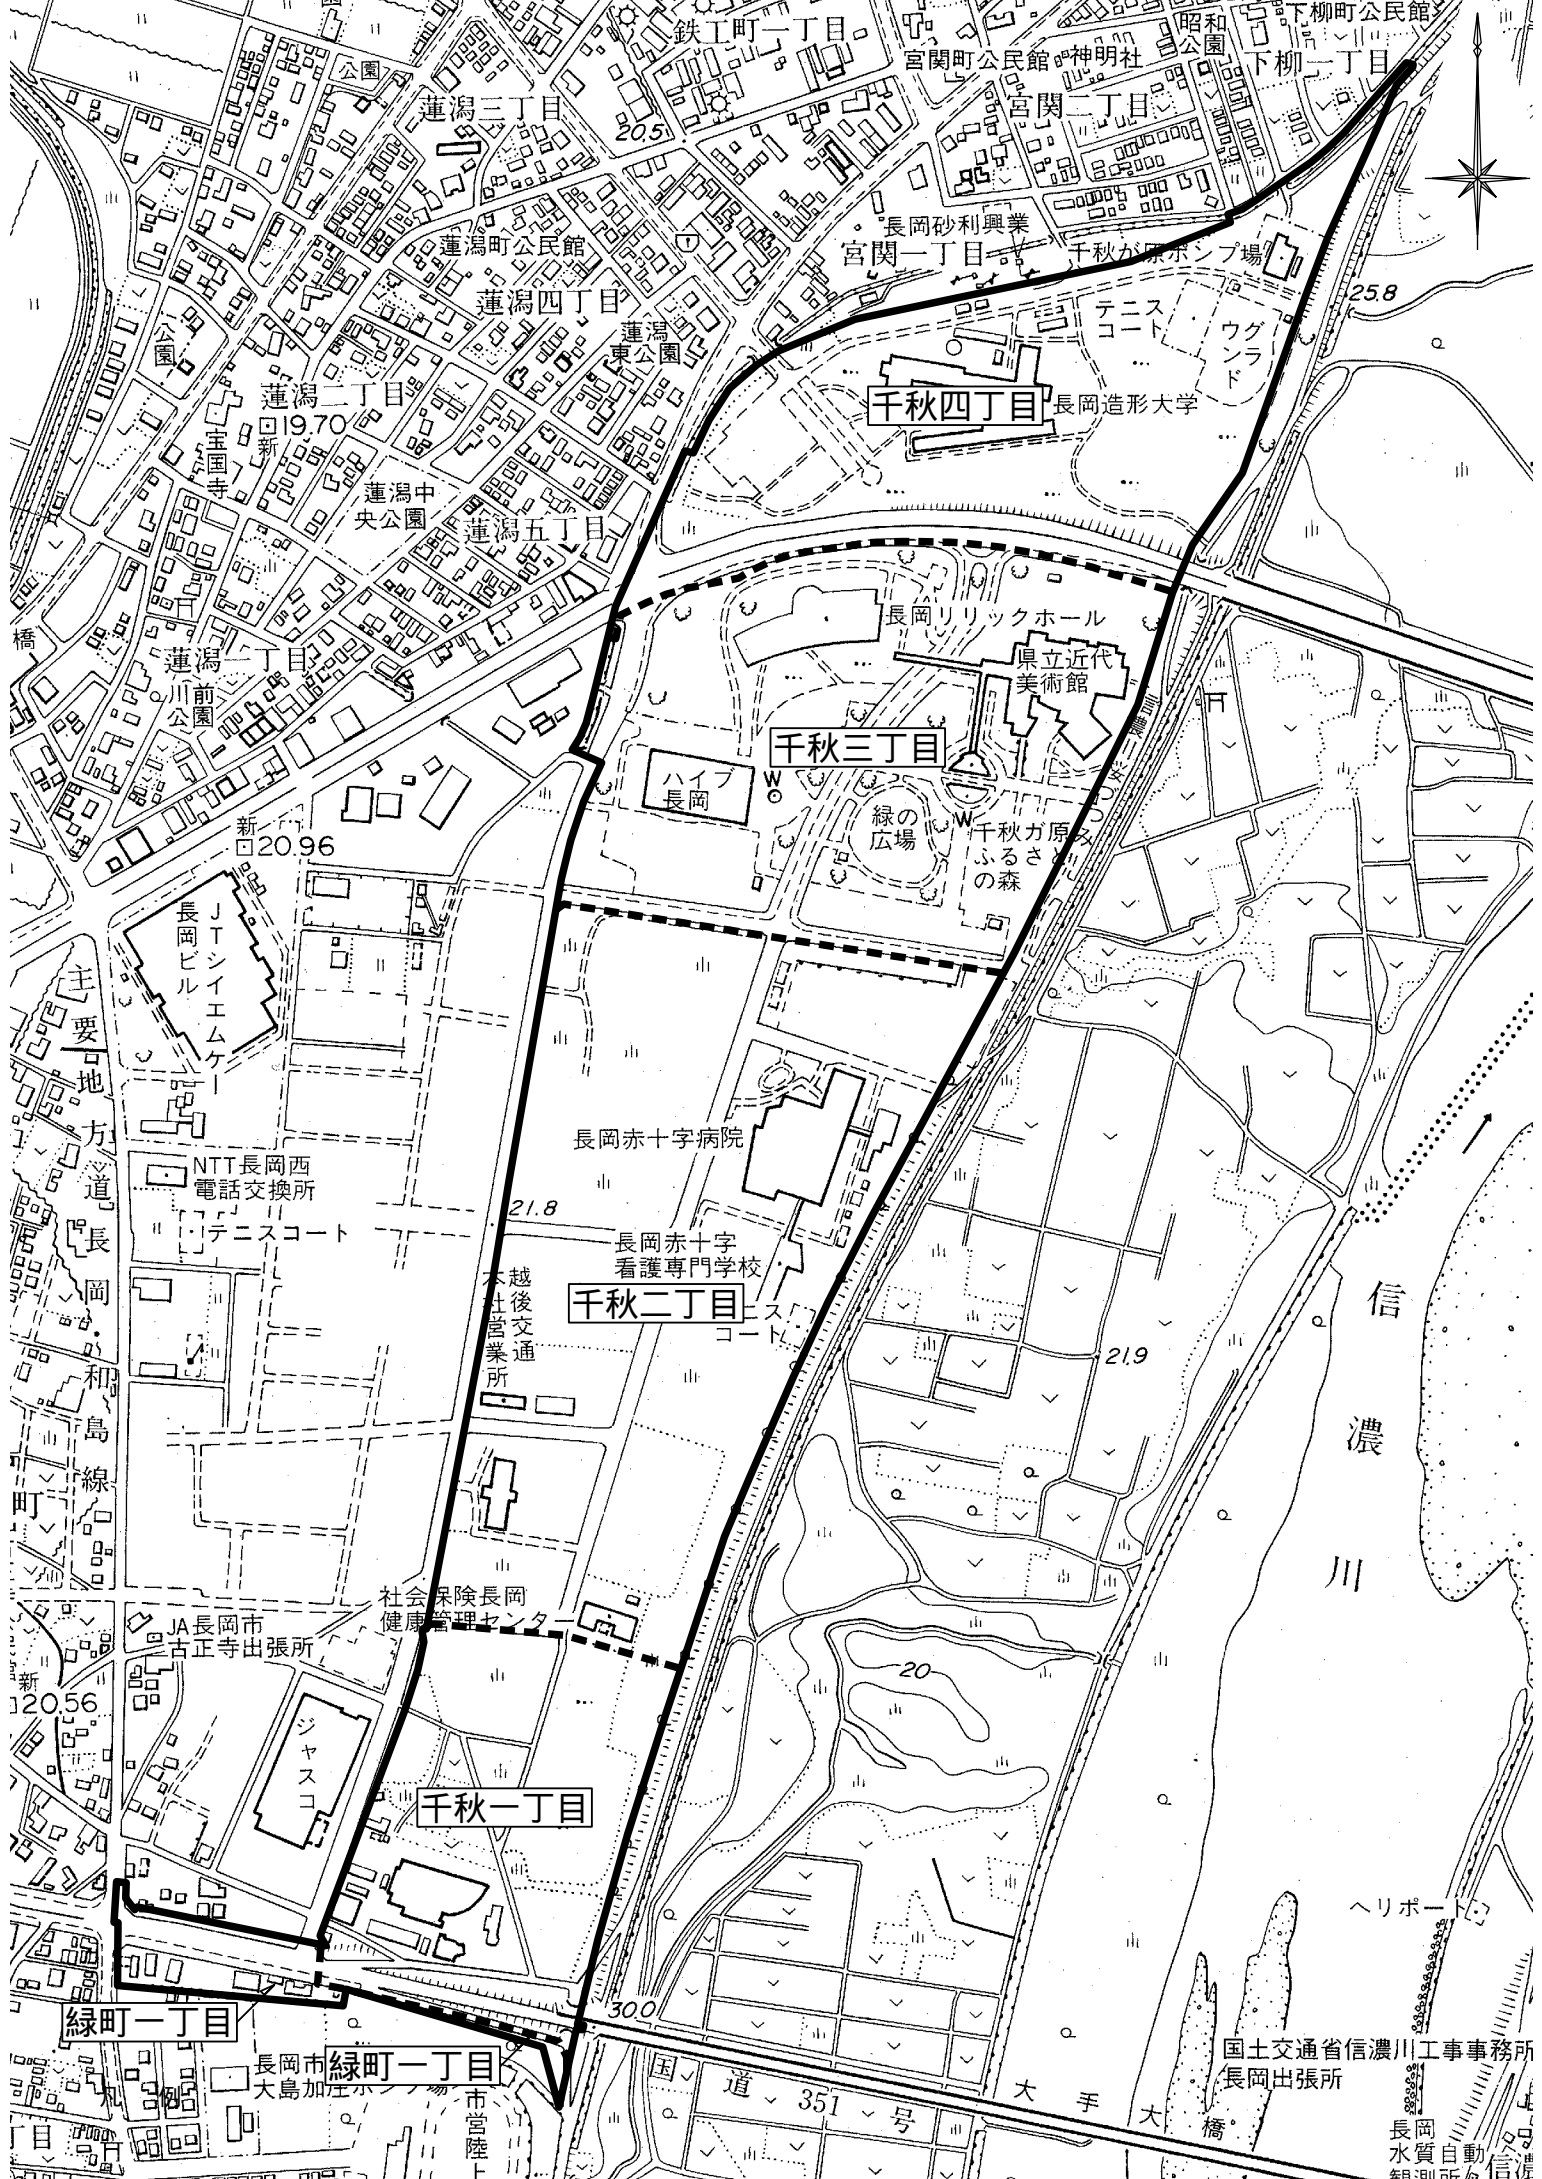 鉄工町一丁目
昭和
公園
下柳町公民館
宮関町公民館
神明社
下柳一丁目
公園
蓮潟三丁目
20.5
宮関二丁目
長岡砂利興業
宮関一丁目
千秋が原ポンプ場
蓮潟町公民館
25.8
蓮潟四丁目
テニス
コート
グラ
ウンド
公園
蓮潟
東公園
蓮潟二丁目
19.70
新
宝国寺
千秋四丁目
長岡造形大学
蓮潟中
央公園
蓮潟五丁目
長岡リリックホール
橋
蓮潟一丁目
県立近代
美術館
川前
公園
千秋三丁目
ハイブ
長岡
W
緑の
広場
W
千秋が原
ふるさと
の森
新
20.96
JTシイエムケー
長岡ビル
主要地方道長岡・和島線
長岡赤十字病院
NTT長岡西
電話交換所
テニスコート
21.8
長岡赤十字
看護専門学校
越後交通
本社営業所
千秋二丁目
ニス
コート
21.9
信濃川
町
社会保険長岡
健康管理センター
JA長岡市
古正寺出張所
新
20.56
20
ジャスコ
千秋一丁目
ヘリポート
緑町一丁目
30.0
緑町一丁目
長岡市
市営陸上
国道351号
大手大橋
国土交通省信濃川工事事務所
長岡出張所
長岡
水質自動
観測所
信濃
丁目